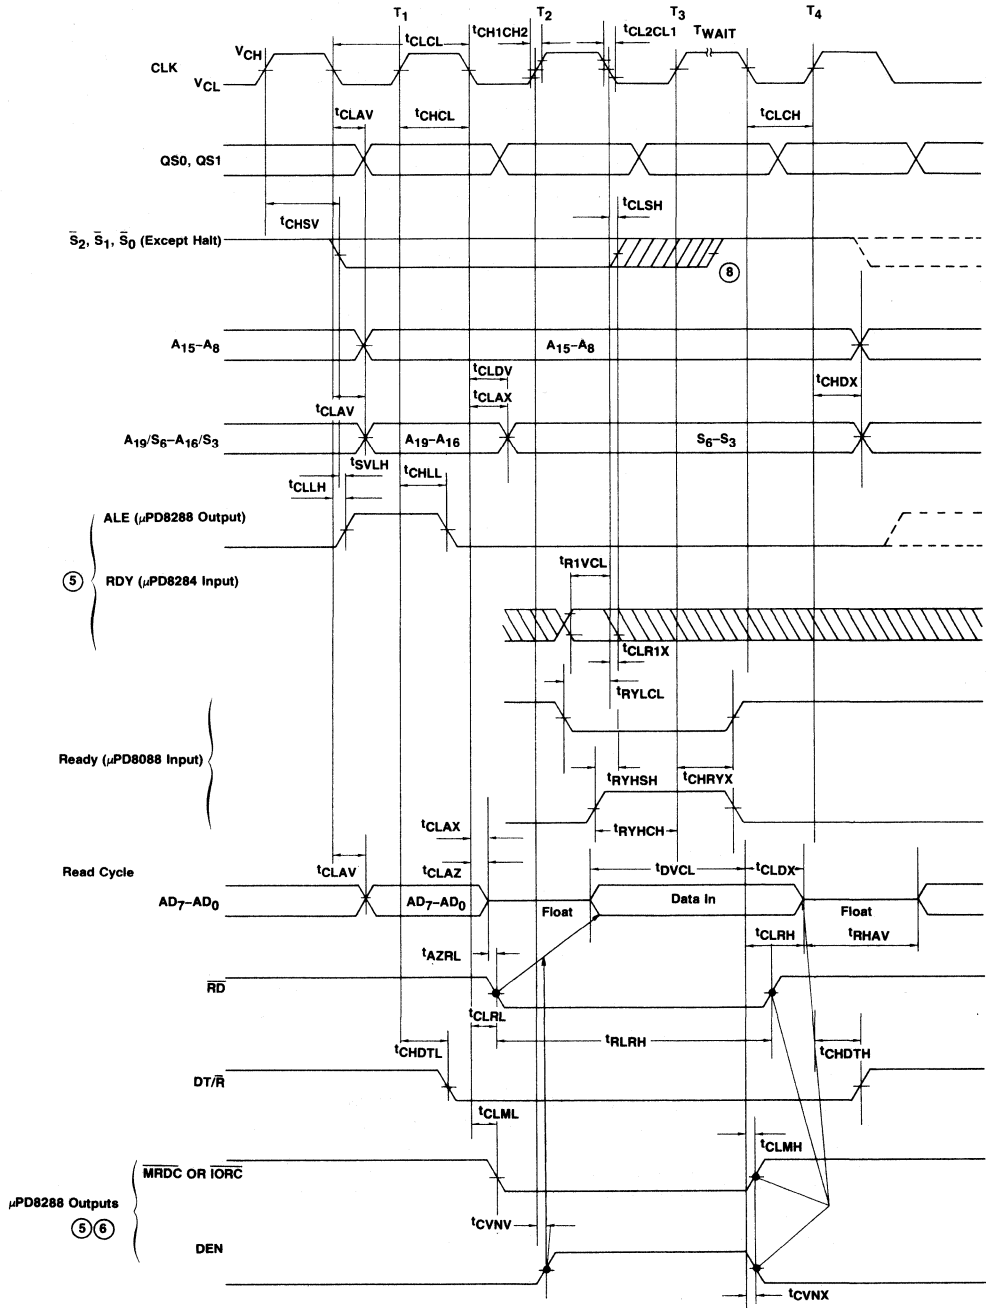 T1 T2 T3 T4
tCLCL tCH1CH2 tCL2CL1 TWAIT
VCH
CLK
VCL
tCLAV tCHCL tCLCH
QS0, QS1
tCLSH
tCHSV
S̅2, S̅1, S̅0 (Except Halt)
8
A15–A8 A15–A8
tCLDV
tCHDX
tCLAX
tCLAV
A19/S6–A16/S3 A19–A16 S6–S3
tSVLH
tCHLL
tCLLH
ALE (μPD8288 Output)
tR1VCL
5 RDY (μPD8284 Input)
tCLR1X
tRYLCL
Ready (μPD8088 Input)
tRYHSH tCHRYX
tCLAX
tRYHCH
Read Cycle
tCLAV tCLAZ tDVCL tCLDX
AD7–AD0 AD7–AD0 Float Data In Float
tCLRH tRHAV
tAZRL
R̅D̅
tCLRL
tRLRH
tCHDTL tCHDTH
DT/R̅
tCLML
tCLMH
M̅R̅D̅C̅ OR I̅O̅R̅C̅
μPD8288 Outputs
5 6
tCVNV
DEN
tCVNX